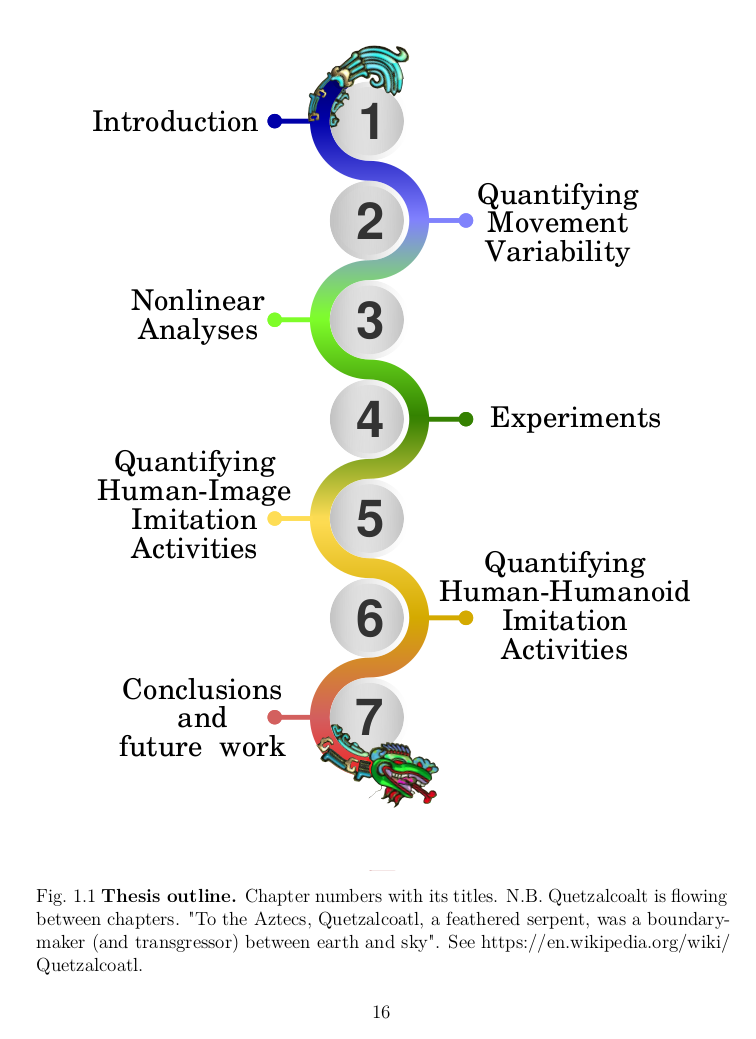 1
Introduction
Quantifying
Movement
Variability
2
Nonlinear
Analyses
3
4
Experiments
Quantifying
Human-Image
Imitation
Activities
5
Quantifying
Human-Humanoid
Imitation
Activities
6
Conclusions
and
future work
7
Fig. 1.1 Thesis outline. Chapter numbers with its titles. N.B. Quetzalcoalt is flowing
between chapters. "To the Aztecs, Quetzalcoatl, a feathered serpent, was a boundary-
maker (and transgressor) between earth and sky". See https://en.wikipedia.org/wiki/
Quetzalcoatl.
16